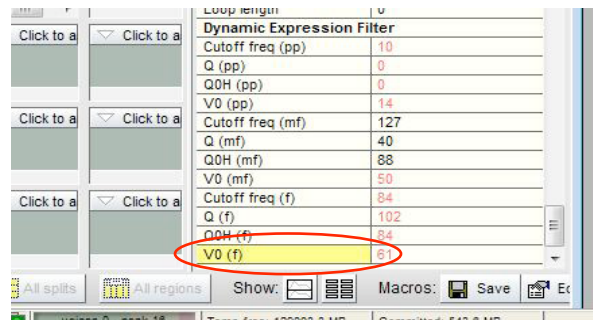 Loop length 0
Click to a Click to a Dynamic Expression Filter
Cutoff freq (pp) 10
Q (pp) 0
Q0H (pp) 0
V0 (pp) 14
Click to a Click to a Cutoff freq (mf) 127
Q (mf) 40
Q0H (mf) 88
V0 (mf) 50
Click to a Click to a Cutoff freq (f) 84
Q (f) 102
Q0H (f) 84
V0 (f) 61
All splits All regions Show: Macros: Save